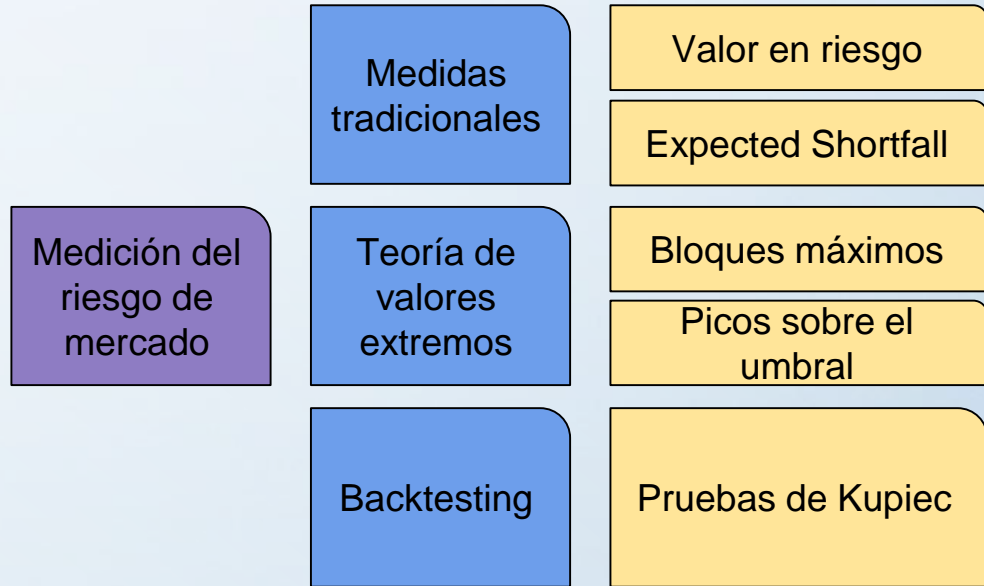 Medición del
riesgo de
mercado
Medidas
tradicionales
Valor en riesgo
Expected Shortfall
Teoría de
valores
extremos
Bloques máximos
Picos sobre el
umbral
Backtesting
Pruebas de Kupiec